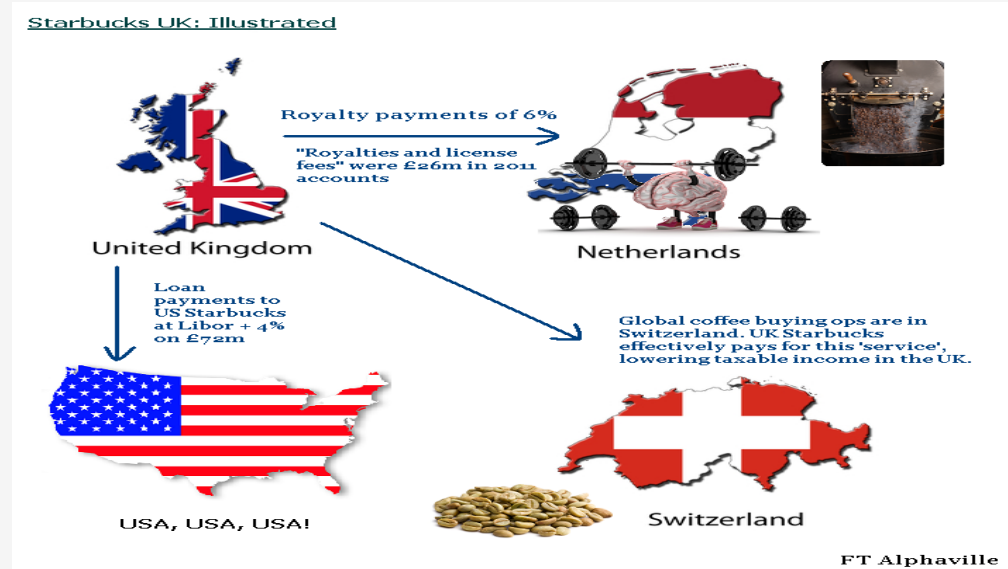 Starbucks UK: Illustrated
Royalty payments of 6%
"Royalties and license
fees" were £26m in 2011
accounts
United Kingdom
Netherlands
Loan
payments to
US Starbucks
at Libor + 4%
on £72m
Global coffee buying ops are in
Switzerland. UK Starbucks
effectively pays for this 'service',
lowering taxable income in the UK.
USA, USA, USA!
Switzerland
FT Alphaville